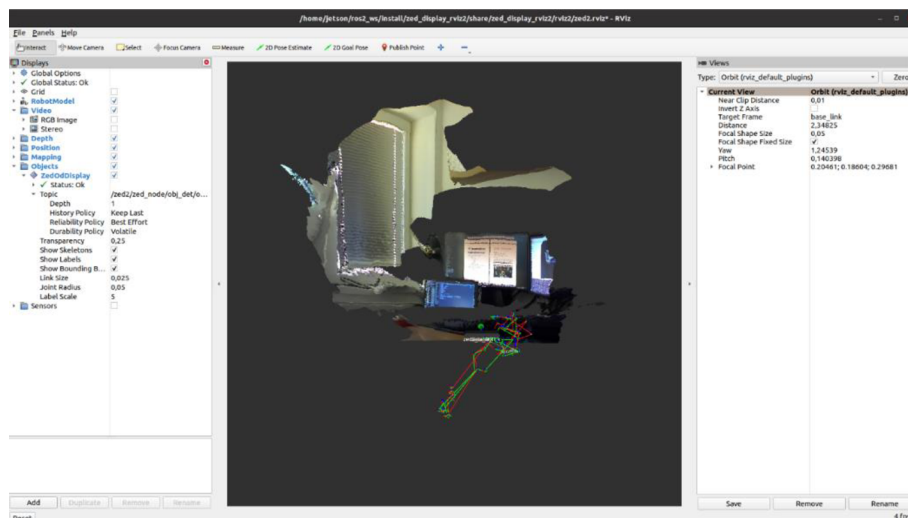 /home/jetson/ros2_ws/install/zed_display_rviz2/share/zed_display_rviz2/rviz2/zed2.rviz* - RViz
File Panels Help
Interact Move Camera Select Focus Camera Measure 2D Pose Estimate 2D Goal Pose Publish Point
Displays
Global Options
Global Status: Ok
Grid
RobotModel
Video
RGB Image
Stereo
Depth
Position
Mapping
Objects
ZedOdDisplay
Status: Ok
Topic /zed2/zed_node/obj_det/o...
Depth 1
History Policy Keep Last
Reliability Policy Best Effort
Durability Policy Volatile
Transparency 0,25
Show Skeletons
Show Labels
Show Bounding B...
Link Size 0,025
Joint Radius 0,05
Label Scale 5
Sensors
Add Duplicate Remove Rename
Reset
Views
Type: Orbit (rviz_default_plugins) Zero
Current View Orbit (rviz_default_plugins)
Near Clip Distance 0,01
Invert Z Axis
Target Frame base_link
Distance 2,34825
Focal Shape Size 0,05
Focal Shape Fixed Size
Yaw 1,24539
Pitch 0,140398
Focal Point 0.20461; 0.18604; 0.29681
Save Remove Rename